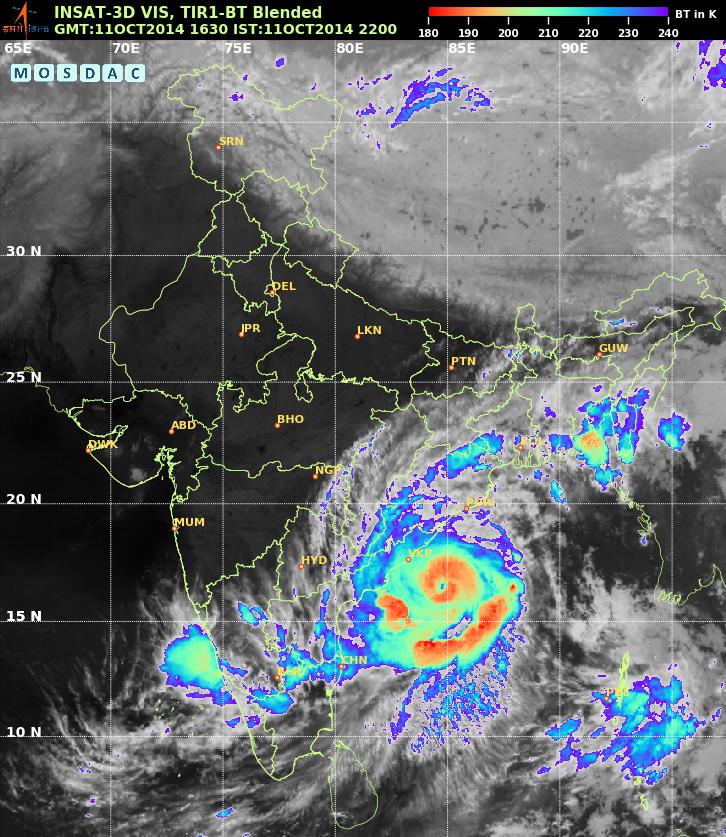 INSAT-3D VIS, TIR1-BT Blended
GMT:11OCT2014 1630 IST:11OCT2014 2200
BT in K
180 190 200 210 220 230 240
65E 70E 75E 80E 85E 90E
MOSDAC
SRN
30 N
DEL
JPR LKN
GUW
PTN
25 N
ABD BHO
DWK
NGP
20 N
MUM
VKP
HYD
15 N
CHN
10 N